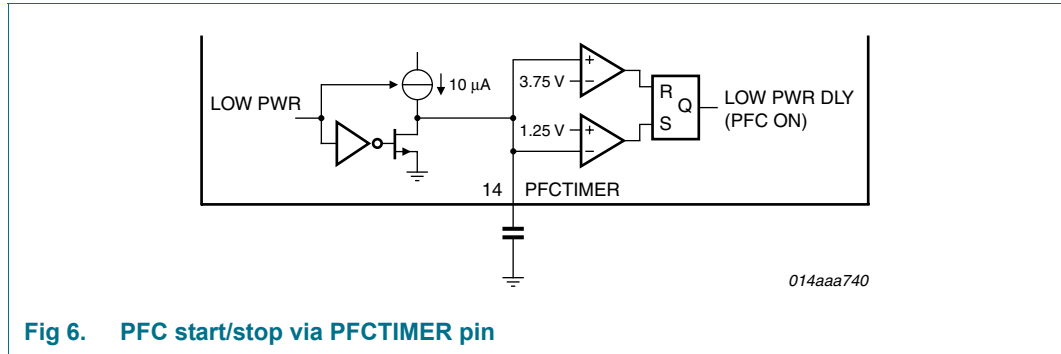 10 μA
+
3.75 V
−
LOW PWR
R
Q
S
LOW PWR DLY
(PFC ON)
1.25 V
+
−
14 PFCTIMER
014aaa740
Fig 6. PFC start/stop via PFCTIMER pin